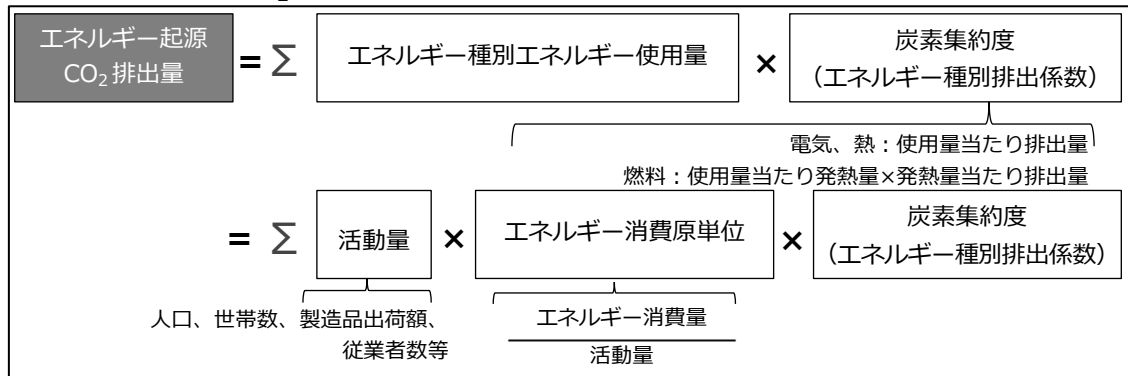 エネルギー起源
CO₂排出量
= Σ
エネルギー種別エネルギー使用量
×
炭素集約度
(エネルギー種別排出係数)
電気、熱:使用量当たり排出量
燃料:使用量当たり発熱量×発熱量当たり排出量
= Σ
活動量
×
エネルギー消費原単位
×
炭素集約度
(エネルギー種別排出係数)
人口、世帯数、製造品出荷額、
従業者数等
エネルギー消費量
活動量